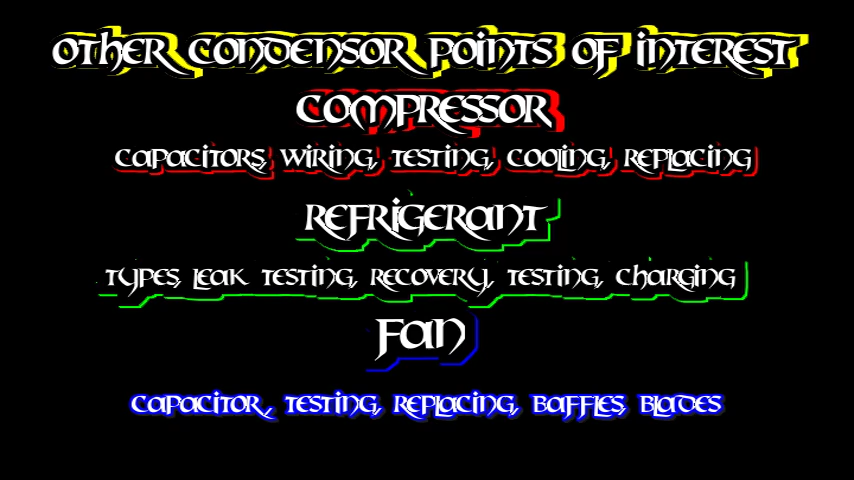 OTHER CONDENSOR POINTS OF INTEREST
COMPRESSOR
CAPACITORS, WIRING, TESTING, COOLING, REPLACING
REFRIGERANT
TYPES, LEAK TESTING, RECOVERY, TESTING, CHARGING
FAN
CAPACITOR, TESTING, REPLACING, BAFFLES, BLADES